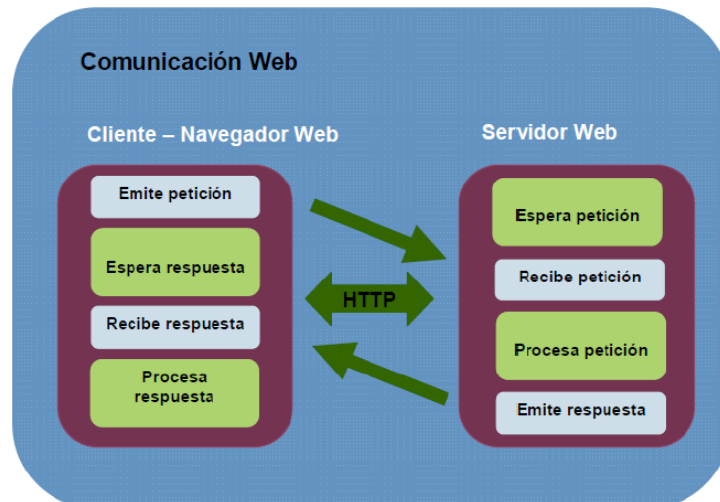 Comunicación Web
Cliente – Navegador Web
Servidor Web
Emite petición
Espera respuesta
Recibe respuesta
Procesa
respuesta
HTTP
Espera petición
Recibe petición
Procesa petición
Emite respuesta